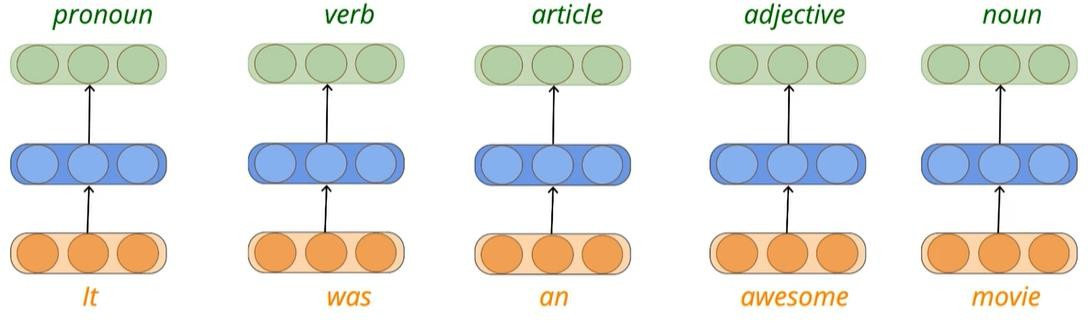 pronoun verb article adjective noun
It was an awesome movie